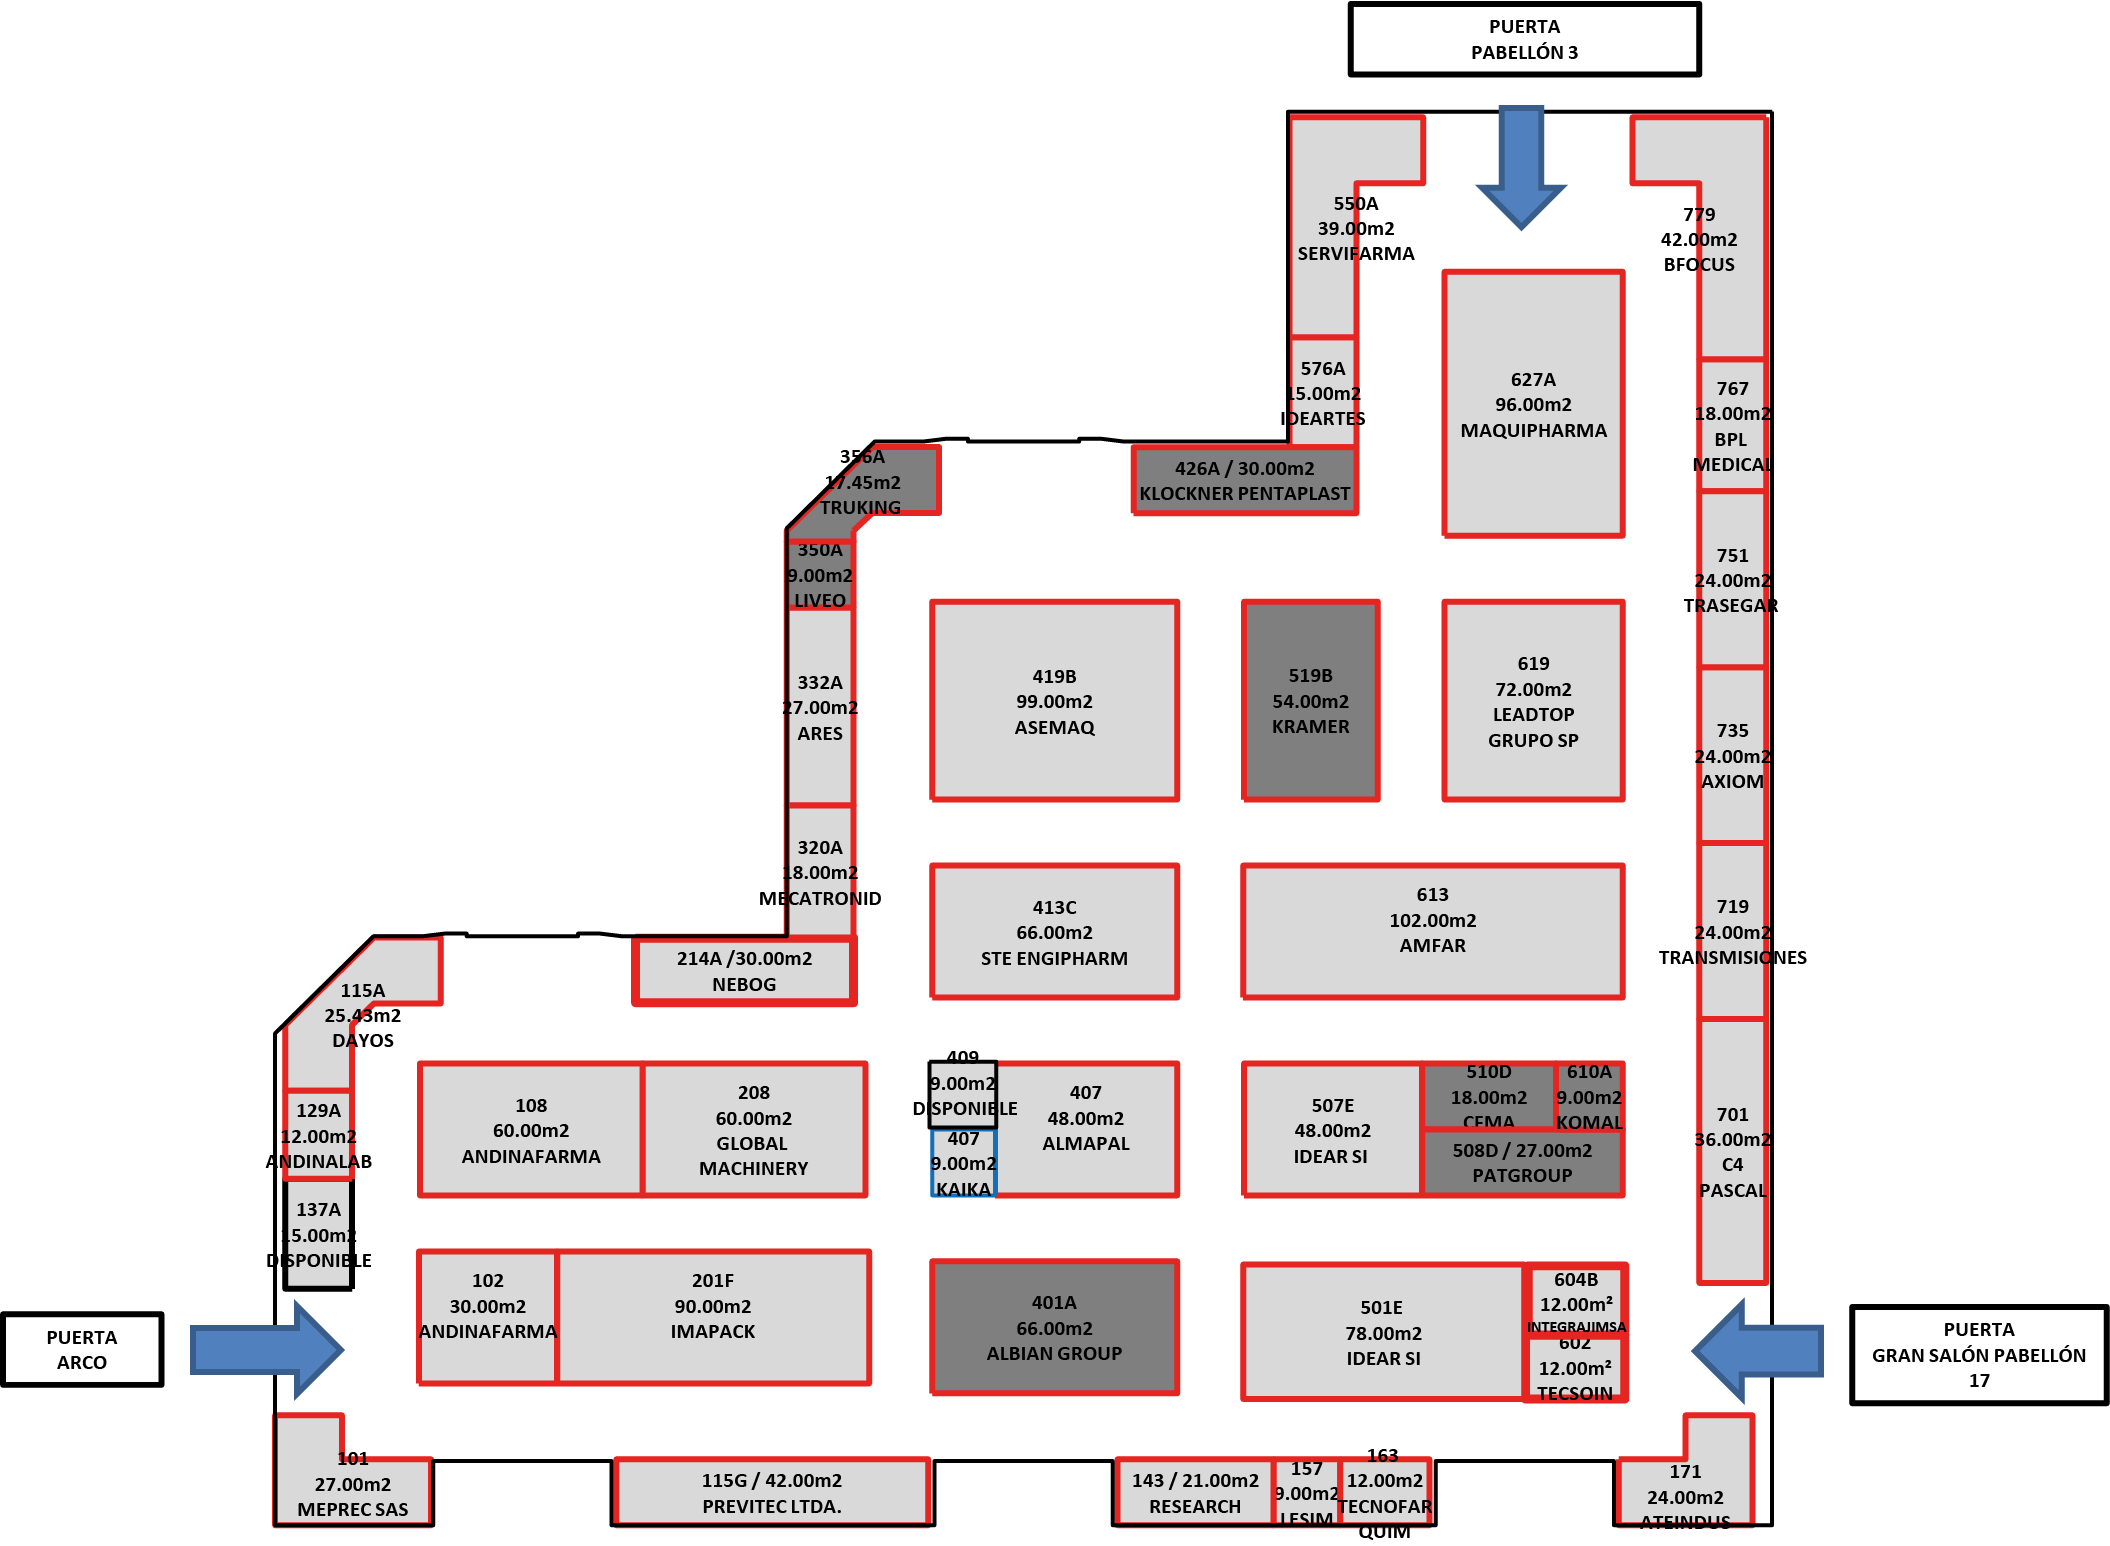 PUERTA
PABELLÓN 3
550A
39.00m2
SERVIFARMA
779
42.00m2
BFOCUS
576A
15.00m2
IDEARTES
627A
96.00m2
MAQUIPHARMA
767
18.00m2
BPL
MEDICAL
356A
17.45m2
TRUKING
426A / 30.00m2
KLOCKNER PENTAPLAST
350A
9.00m2
LIVEO
751
24.00m2
TRASEGAR
332A
27.00m2
ARES
419B
99.00m2
ASEMAQ
519B
54.00m2
KRAMER
619
72.00m2
LEADTOP
GRUPO SP
735
24.00m2
AXIOM
320A
18.00m2
MECATRONID
413C
66.00m2
STE ENGIPHARM
613
102.00m2
AMFAR
719
24.00m2
TRANSMISIONES
214A /30.00m2
NEBOG
115A
25.43m2
DAYOS
129A
12.00m2
ANDINALAB
108
60.00m2
ANDINAFARMA
208
60.00m2
GLOBAL
MACHINERY
409
9.00m2
DISPONIBLE
407
9.00m2
KAIKA
407
48.00m2
ALMAPAL
507E
48.00m2
IDEAR SI
510D
18.00m2
CEMA
610A
9.00m2
KOMAL
508D / 27.00m2
PATGROUP
701
36.00m2
C4
PASCAL
137A
15.00m2
DISPONIBLE
102
30.00m2
ANDINAFARMA
201F
90.00m2
IMAPACK
401A
66.00m2
ALBIAN GROUP
501E
78.00m2
IDEAR SI
604B
12.00m²
INTEGRAJIMSA
602
12.00m²
TECSOIN
PUERTA
ARCO
PUERTA
GRAN SALÓN PABELLÓN
17
101
27.00m2
MEPREC SAS
115G / 42.00m2
PREVITEC LTDA.
143 / 21.00m2
RESEARCH
157
9.00m2
LESIM
163
12.00m2
TECNOFAR
QUIM
171
24.00m2
ATEINDUS